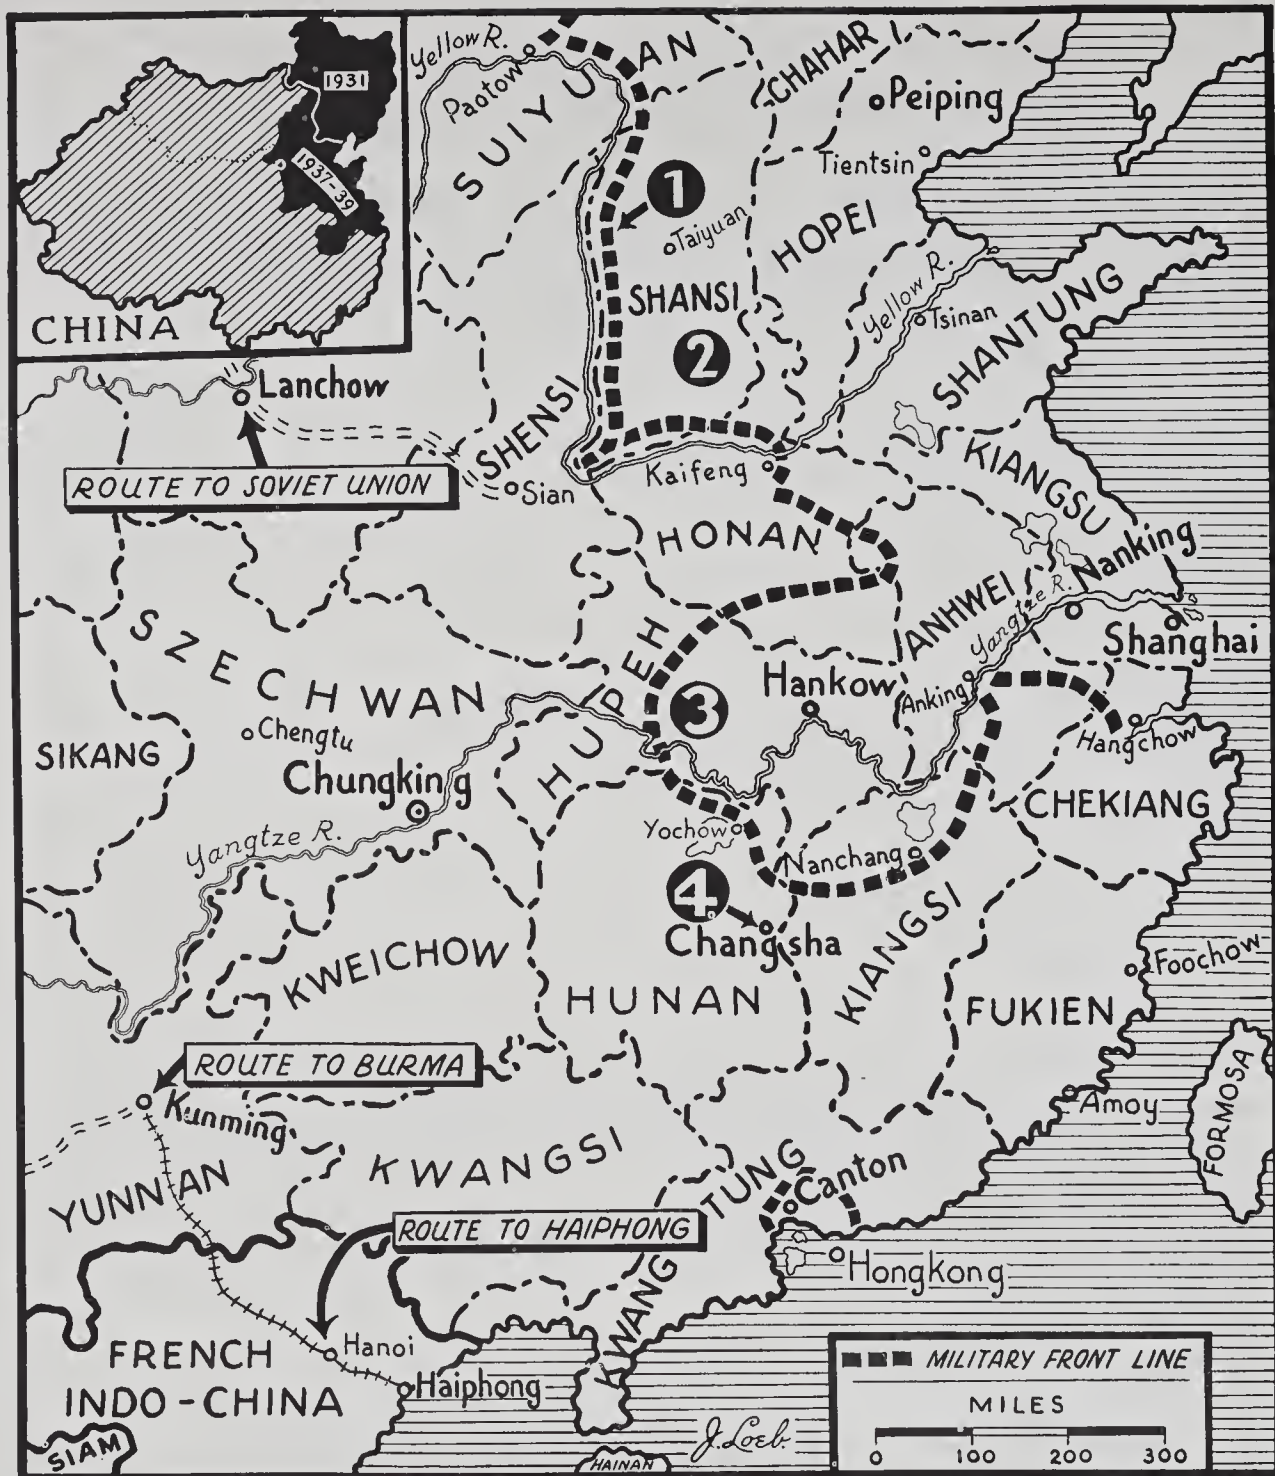 1931
1937-39
CHINA
Yellow R.
Paotow
SUIYUAN
CHAHAR
Peiping
Tientsin
1
Taiyuan
HOPEI
SHANSI
Yellow R.
Tsinan
2
SHANTUNG
Lanchow
SHENSI
ROUTE TO SOVIET UNION
Sian
Kaifeng
KIANGSU
HONAN
Nanking
SZECHWAN
HUPEH
ANHWEI
Yangtze R.
Shanghai
3
Hankow
Anking
SIKANG
Chengtu
Hangchow
Chungking
CHEKIANG
Yangtze R.
Yochow
Nanchang
4
Changsha
KIANGSI
KWEICHOW
HUNAN
Foochow
FUKIEN
ROUTE TO BURMA
Kunming
Amoy
FORMOSA
YUNNAN
KWANGSI
KWANGTUNG
Canton
ROUTE TO HAIPHONG
Hongkong
FRENCH
INDO-CHINA
Hanoi
Haiphong
SIAM
HAINAN
J. Loeb.
MILITARY FRONT LINE
MILES
0 100 200 300